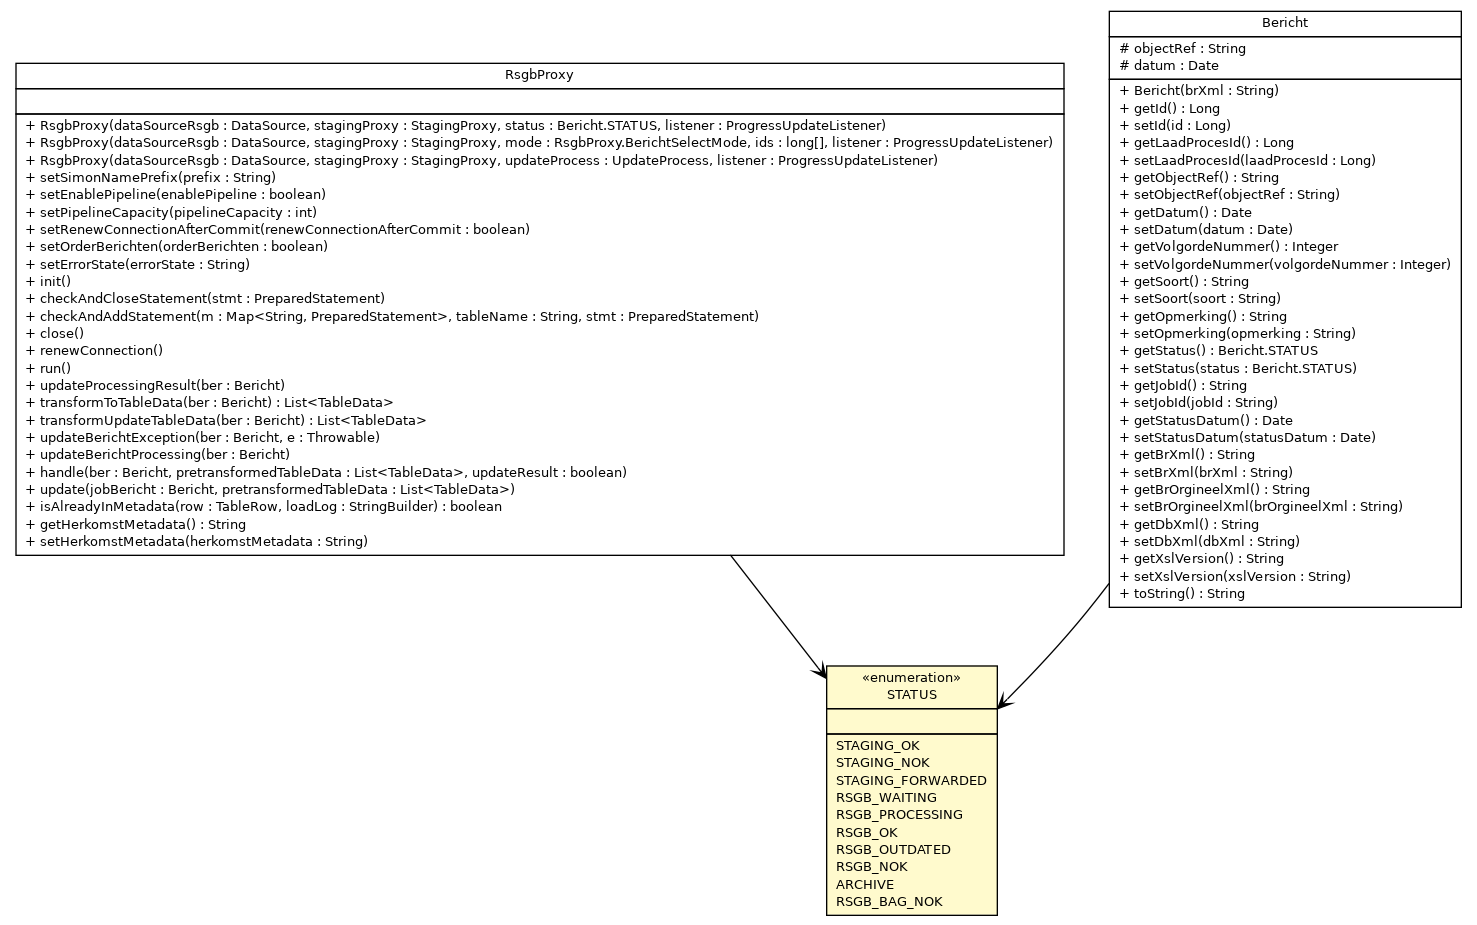 RsgbProxy
+ RsgbProxy(dataSourceRsgb : DataSource, stagingProxy : StagingProxy, status : Bericht.STATUS, listener : ProgressUpdateListener)
+ RsgbProxy(dataSourceRsgb : DataSource, stagingProxy : StagingProxy, mode : RsgbProxy.BerichtSelectMode, ids : long[], listener : ProgressUpdateListener)
+ RsgbProxy(dataSourceRsgb : DataSource, stagingProxy : StagingProxy, updateProcess : UpdateProcess, listener : ProgressUpdateListener)
+ setSimonNamePrefix(prefix : String)
+ setEnablePipeline(enablePipeline : boolean)
+ setPipelineCapacity(pipelineCapacity : int)
+ setRenewConnectionAfterCommit(renewConnectionAfterCommit : boolean)
+ setOrderBerichten(orderBerichten : boolean)
+ setErrorState(errorState : String)
+ init()
+ checkAndCloseStatement(stmt : PreparedStatement)
+ checkAndAddStatement(m : Map<String, PreparedStatement>, tableName : String, stmt : PreparedStatement)
+ close()
+ renewConnection()
+ run()
+ updateProcessingResult(ber : Bericht)
+ transformToTableData(ber : Bericht) : List<TableData>
+ transformUpdateTableData(ber : Bericht) : List<TableData>
+ updateBerichtException(ber : Bericht, e : Throwable)
+ updateBerichtProcessing(ber : Bericht)
+ handle(ber : Bericht, pretransformedTableData : List<TableData>, updateResult : boolean)
+ update(jobBericht : Bericht, pretransformedTableData : List<TableData>)
+ isAlreadyInMetadata(row : TableRow, loadLog : StringBuilder) : boolean
+ getHerkomstMetadata() : String
+ setHerkomstMetadata(herkomstMetadata : String)
Bericht
# objectRef : String
# datum : Date
+ Bericht(brXml : String)
+ getId() : Long
+ setId(id : Long)
+ getLaadProcesId() : Long
+ setLaadProcesId(laadProcesId : Long)
+ getObjectRef() : String
+ setObjectRef(objectRef : String)
+ getDatum() : Date
+ setDatum(datum : Date)
+ getVolgordeNummer() : Integer
+ setVolgordeNummer(volgordeNummer : Integer)
+ getSoort() : String
+ setSoort(soort : String)
+ getOpmerking() : String
+ setOpmerking(opmerking : String)
+ getStatus() : Bericht.STATUS
+ setStatus(status : Bericht.STATUS)
+ getJobId() : String
+ setJobId(jobId : String)
+ getStatusDatum() : Date
+ setStatusDatum(statusDatum : Date)
+ getBrXml() : String
+ setBrXml(brXml : String)
+ getBrOrgineelXml() : String
+ setBrOrgineelXml(brOrgineelXml : String)
+ getDbXml() : String
+ setDbXml(dbXml : String)
+ getXslVersion() : String
+ setXslVersion(xslVersion : String)
+ toString() : String
«enumeration»
STATUS
STAGING_OK
STAGING_NOK
STAGING_FORWARDED
RSGB_WAITING
RSGB_PROCESSING
RSGB_OK
RSGB_OUTDATED
RSGB_NOK
ARCHIVE
RSGB_BAG_NOK